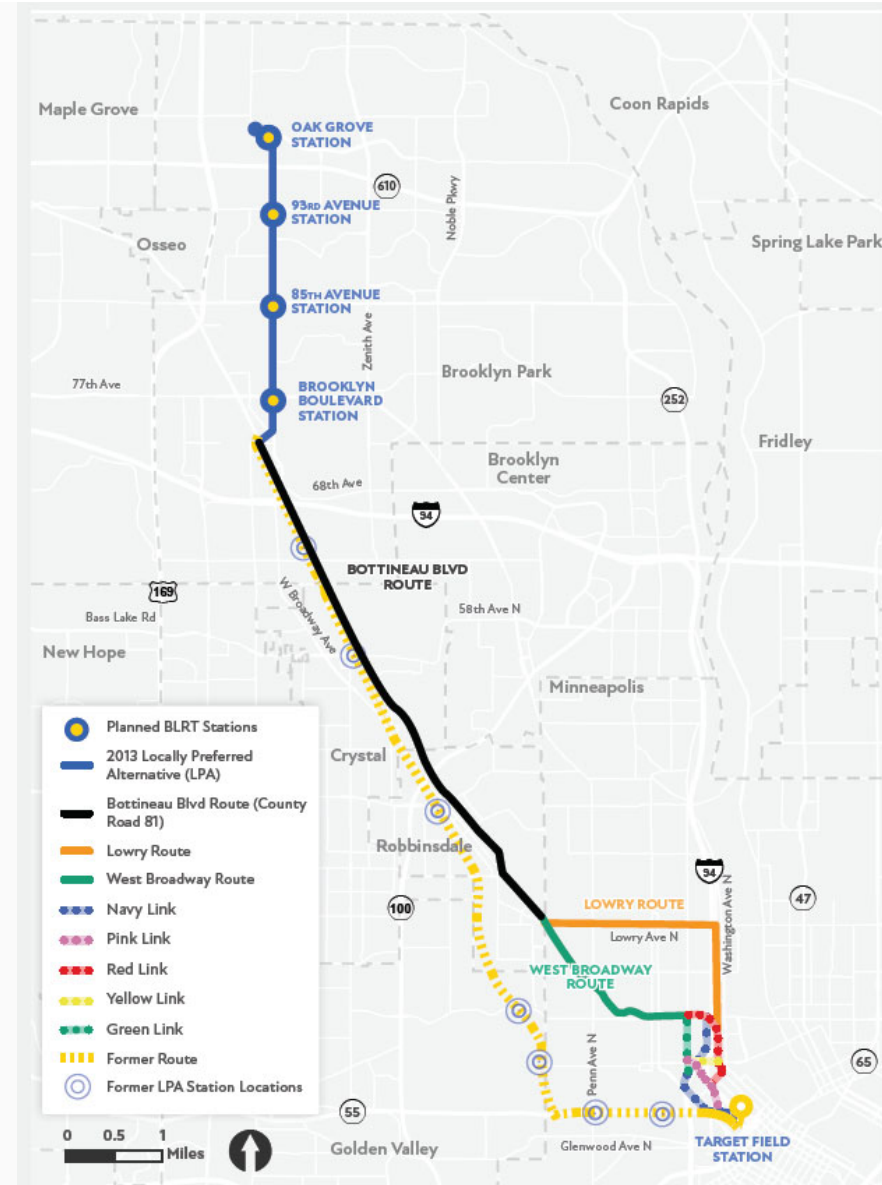 Maple Grove
Coon Rapids
OAK GROVE
STATION
610
Noble Pkwy
93RD AVENUE
STATION
Osseo
Spring Lake Park
85TH AVENUE
STATION
Zenith Ave
77th Ave
Brooklyn Park
BROOKLYN
BOULEVARD
STATION
252
Fridley
Brooklyn
Center
68th Ave
94
BOTTINEAU BLVD
ROUTE
169
W Broadway Ave
58th Ave N
Bass Lake Rd
New Hope
Minneapolis
Crystal
Robbinsdale
94
Washington Ave N
47
100
LOWRY ROUTE
Lowry Ave N
WEST BROADWAY
ROUTE
Penn Ave N
65
55
Golden Valley
Glenwood Ave N
TARGET FIELD
STATION
Planned BLRT Stations
2013 Locally Preferred
Alternative (LPA)
Bottineau Blvd Route (County
Road 81)
Lowry Route
West Broadway Route
Navy Link
Pink Link
Red Link
Yellow Link
Green Link
Former Route
Former LPA Station Locations
0 0.5 1
Miles